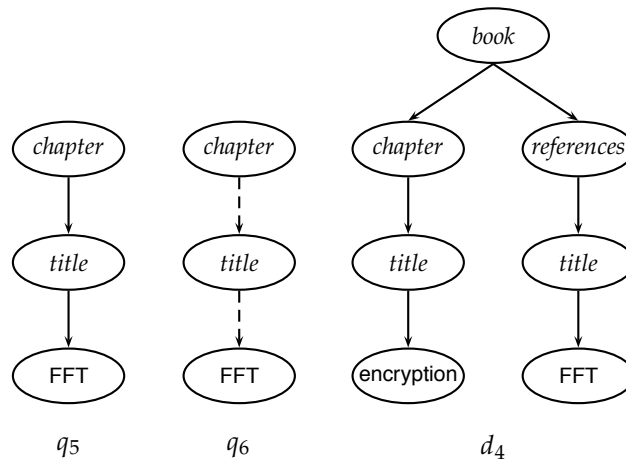 book
chapter chapter chapter references
title title title title
FFT FFT encryption FFT
q5 q6 d4